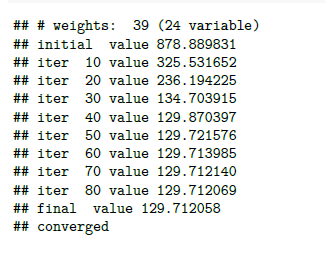 ## # weights:  39 (24 variable)
## initial  value 878.889831
## iter  10 value 325.531652
## iter  20 value 236.194225
## iter  30 value 134.703915
## iter  40 value 129.870397
## iter  50 value 129.721576
## iter  60 value 129.713985
## iter  70 value 129.712140
## iter  80 value 129.712069
## final  value 129.712058
## converged